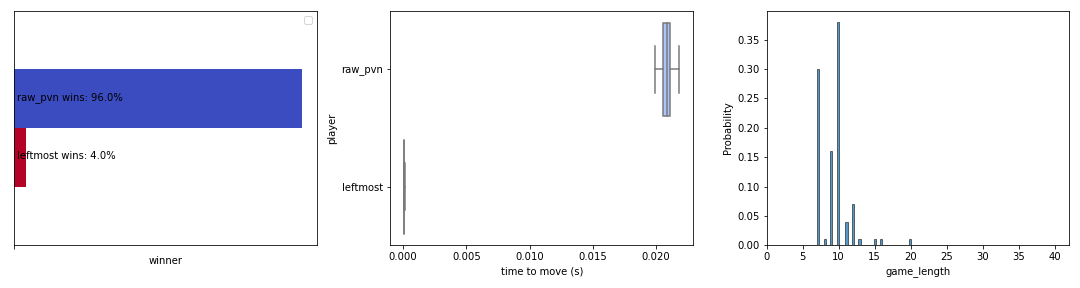 raw_pvn wins: 96.0%
leftmost wins: 4.0%
winner
player
raw_pvn
leftmost
0.000 0.005 0.010 0.015 0.020
time to move (s)
Probability
0.35
0.30
0.25
0.20
0.15
0.10
0.05
0.00
0 5 10 15 20 25 30 35 40
game_length